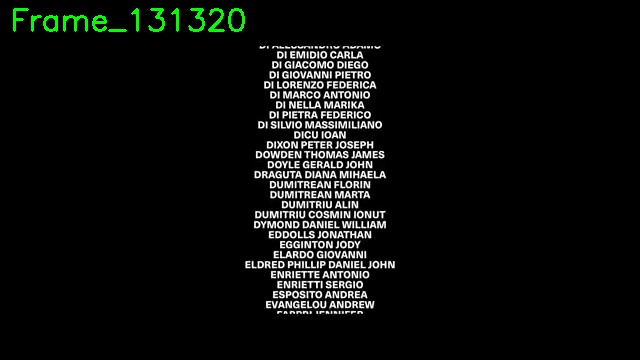 Frame_131320
DI ALESSANDRO ADAMO
DI EMIDIO CARLA
DI GIACOMO DIEGO
DI GIOVANNI PIETRO
DI LORENZO FEDERICA
DI MARCO ANTONIO
DI NELLA MARIKA
DI PIETRA FEDERICO
DI SILVIO MASSIMILIANO
DICU IOAN
DIXON PETER JOSEPH
DOWDEN THOMAS JAMES
DOYLE GERALD JOHN
DRAGUTA DIANA MIHAELA
DUMITREAN FLORIN
DUMITREAN MARTA
DUMITRIU ALIN
DUMITRIU COSMIN IONUT
DYMOND DANIEL WILLIAM
EDDOLLS JONATHAN
EGGINTON JODY
ELARDO GIOVANNI
ELDRED PHILLIP DANIEL JOHN
ENRIETTE ANTONIO
ENRIETTI SERGIO
ESPOSITO ANDREA
EVANGELOU ANDREW